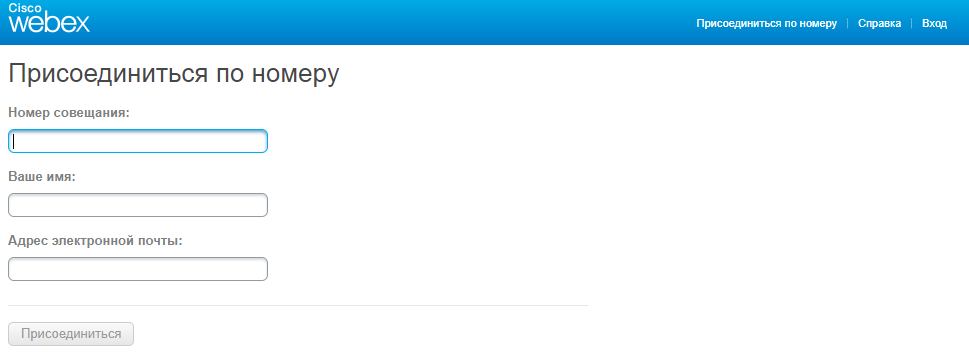 Cisco
webex
Присоединиться по номеру
Справка
Вход
Присоединиться по номеру
Номер совещания:
Ваше имя:
Адрес электронной почты:
Присоединиться